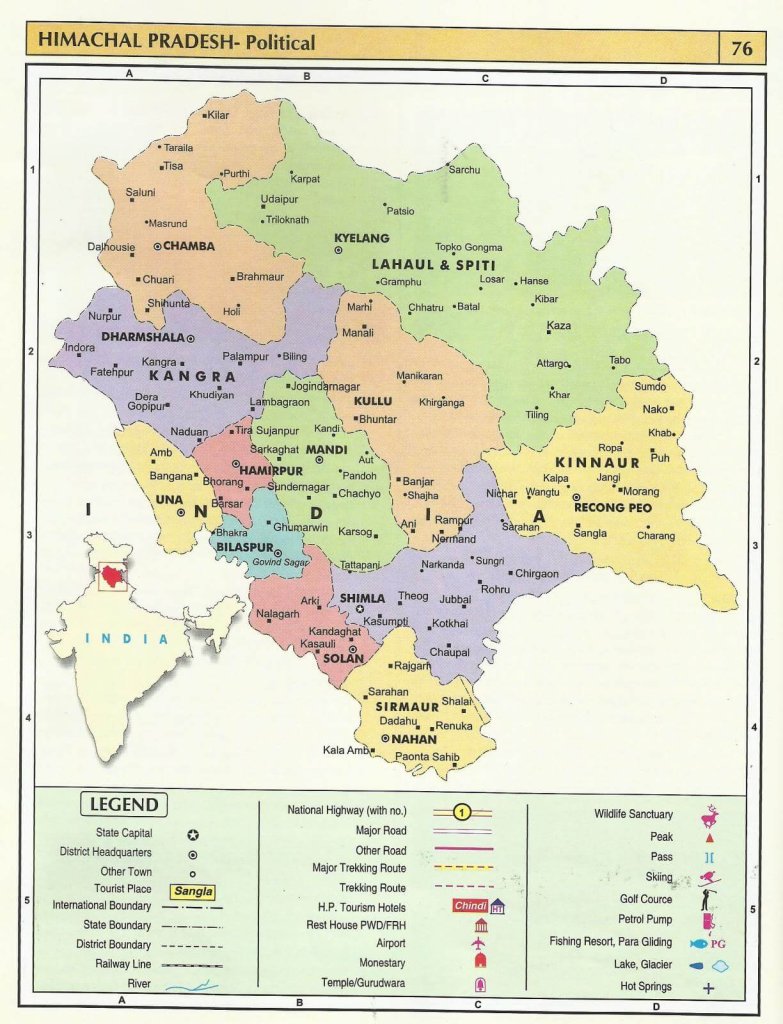 HIMACHAL PRADESH- Political
76
A
B
C
D
1
1
Kilar
Taraila
Tisa
Purthi
Karpat
Sarchu
Saluni
Udaipur
Patsio
Masrund
Triloknath
Dalhousie
CHAMBA
KYELANG
Topko Gongma
LAHAUL & SPITI
Chuari
Brahmaur
Gramphu
Losar
Hanse
Shihunta
Holi
Marhi
Chhatru
Batal
Kibar
Nurpur
Manali
Kaza
DHARMSHALA
2
2
Indora
Kangra
Palampur
Biling
Attargo
Tabo
Fatehpur
KANGRA
Manikaran
Sumdo
Khudiyan
Jogindarnagar
KULLU
Khirganga
Khar
Dera
Gopipur
Lambagraon
Bhuntar
Tiling
Nako
Naduan
Tira Sujanpur
Kandi
Khab
Amb
Sarkaghat
MANDI
Aut
Ropa
Puh
KINNAUR
Bangana
HAMIRPUR
Pandoh
Banjar
Kalpa
Jangi
Bhorang
Sundernagar
Chachyo
Shajha
Nichar
Wangtu
Morang
UNA
Barsar
RECONG PEO
I
N
D
I
A
3
3
Bhakra
Ghumarwin
Karsog
Ani
Rampur
Nermand
Sarahan
Sangla
Charang
BILASPUR
Govind Sagar
Tattapani
Narkanda
Sungri
Chirgaon
Rohru
SHIMLA
Theog
Jubbal
Arki
Nalagarh
Kasumpti
Kotkhai
Kandaghat
Kasauli
SOLAN
Chaupal
Rajgarh
INDIA
Sarahan
Shalai
SIRMAUR
Dadahu
Renuka
4
4
NAHAN
Kala Amb
Paonta Sahib
LEGEND
State Capital
District Headquarters
Other Town
Tourist Place
Sangla
International Boundary
State Boundary
District Boundary
Railway Line
River
National Highway (with no.)
1
Major Road
Other Road
Major Trekking Route
Trekking Route
H.P. Tourism Hotels
Chindi
HT
Rest House PWD/FRH
Airport
Monestary
Temple/Gurudwara
Wildlife Sanctuary
Peak
Pass
Skiing
Golf Cource
Petrol Pump
Fishing Resort, Para Gliding
PG
Lake, Glacier
Hot Springs
5
5
A
B
C
D